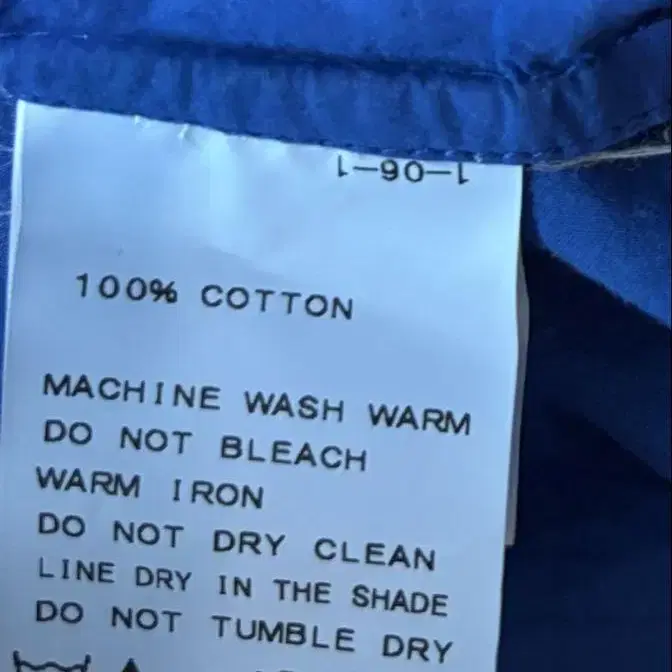 100% COTTON
MACHINE WASH WARM
DO NOT BLEACH
WARM IRON
DO NOT DRY CLEAN
LINE DRY IN THE SHADE
DO NOT TUMBLE DRY